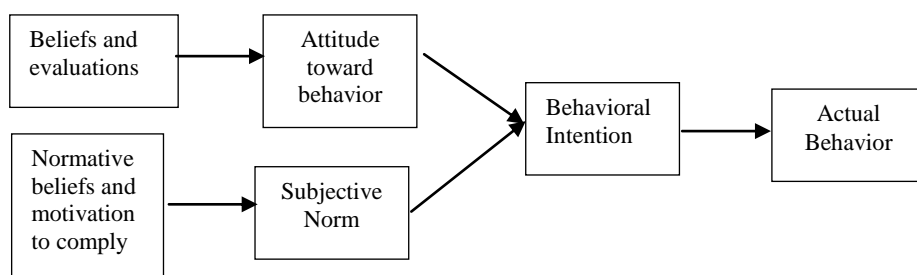 Beliefs and
evaluations
Attitude
toward
behavior
Behavioral
Intention
Actual
Behavior
Normative
beliefs and
motivation
to comply
Subjective
Norm